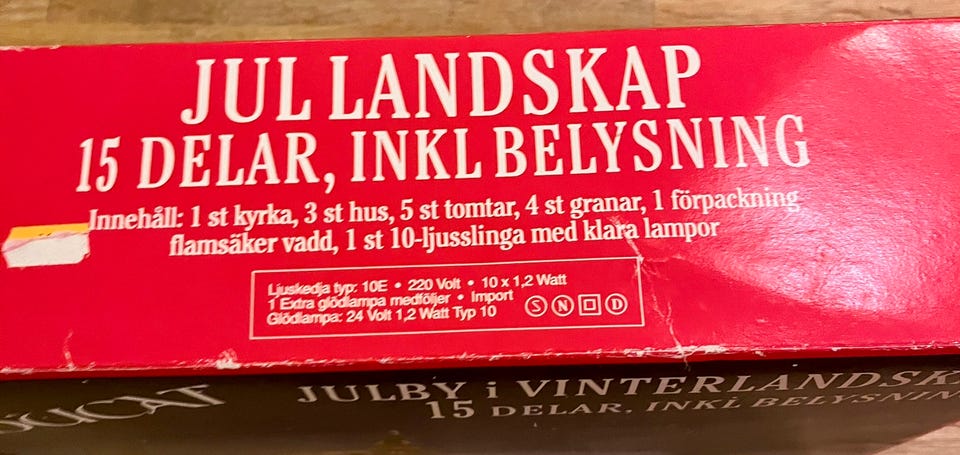 JUL LANDSKAP
15 DELAR, INKL BELYSNING
Innehåll: 1 st kyrka, 3 st hus, 5 st tomtar, 4 st granar, 1 förpackning
flamsäker vadd, 1 st 10-ljusslinga med klara lampor
Ljuskedja typ: 10E • 220 Volt • 10 x 1,2 Watt
1 Extra glödlampa medföljer • Import
Glödlampa: 24 Volt 1,2 Watt Typ 10
S N D
JULBY i VINTERLANDSK
15 DELAR, INKL BELYSNING